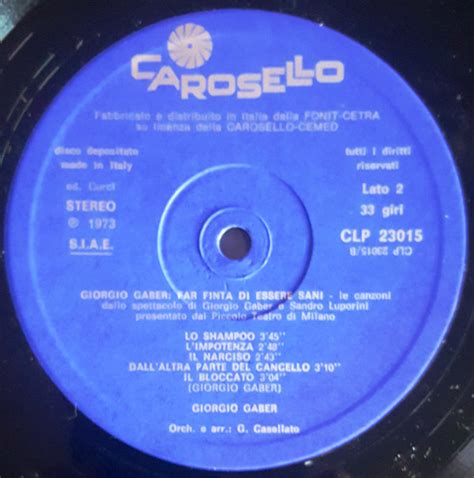 CAROSELLO
Fabbricato e distribuito in Italia dalla FONIT-CETRA
su licenza della CAROSELLO-CEMED
disco depositato
made in Italy
tutti i diritti
riservati
ed. Curci
Lato 2
STEREO
33 giri
℗ 1973
CLP 23015
S.I.A.E.
CLP 23015/B
GIORGIO GABER: FAR FINTA DI ESSERE SANI - le canzoni
dallo spettacolo di Giorgio Gaber e Sandro Luporini
presentato dal Piccolo Teatro di Milano
LO SHAMPOO 3'45''
L'IMPOTENZA 2'48''
IL NARCISO 2'43''
DALL'ALTRA PARTE DEL CANCELLO 3'10''
IL BLOCCATO 3'04''
(GIORGIO GABER)
GIORGIO GABER
Orch. e arr.: G. Casellato